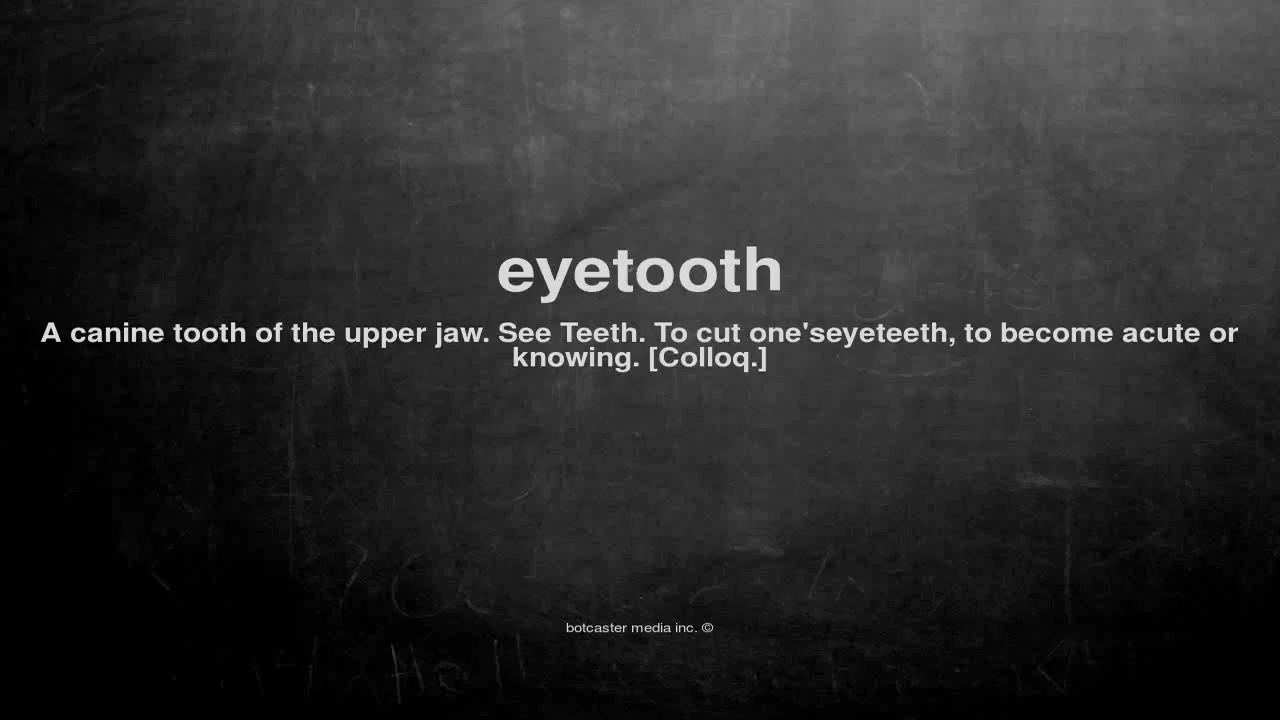 eyetooth
A canine tooth of the upper jaw. See Teeth. To cut one'seyeteeth, to become acute or
knowing. [Colloq.]
botcaster media inc. ©